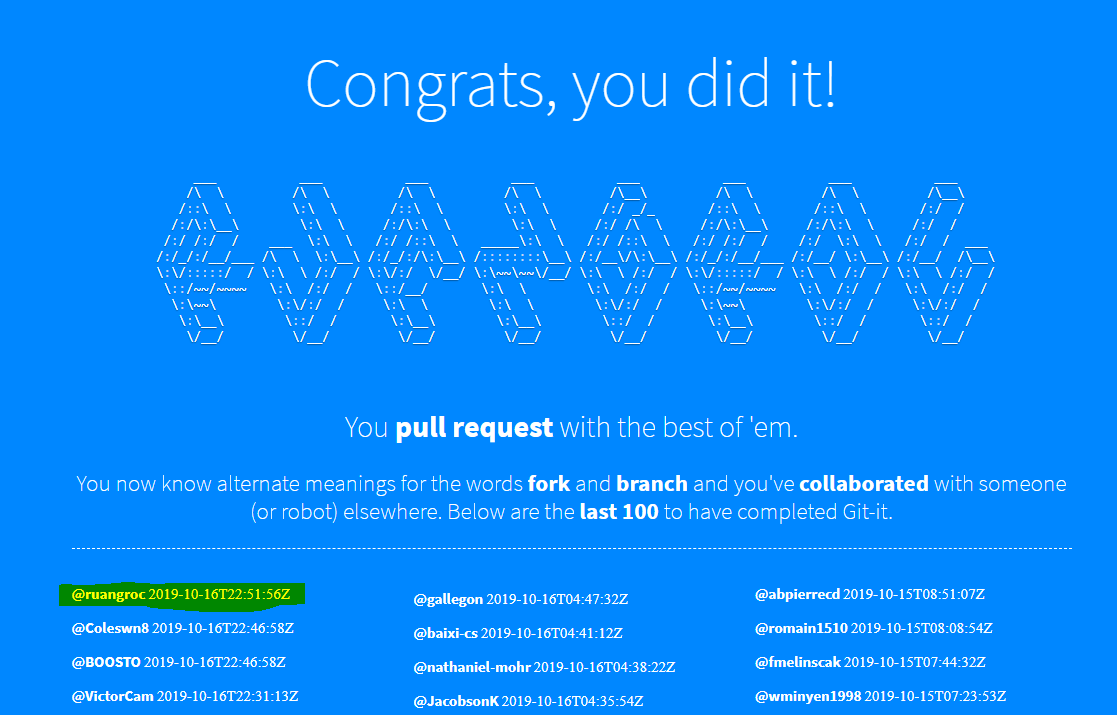 Congrats, you did it!
You pull request with the best of 'em.
You now know alternate meanings for the words fork and branch and you've collaborated with someone
(or robot) elsewhere. Below are the last 100 to have completed Git-it.
@ruangroc 2019-10-16T22:51:56Z
@Coleswn8 2019-10-16T22:46:58Z
@BOOSTO 2019-10-16T22:46:58Z
@VictorCam 2019-10-16T22:31:13Z
@gallegon 2019-10-16T04:47:32Z
@baixi-cs 2019-10-16T04:41:12Z
@nathaniel-mohr 2019-10-16T04:38:22Z
@JacobsonK 2019-10-16T04:35:54Z
@abpierrecd 2019-10-15T08:51:07Z
@romain1510 2019-10-15T08:08:54Z
@fmelinscak 2019-10-15T07:44:32Z
@wminyen1998 2019-10-15T07:23:53Z